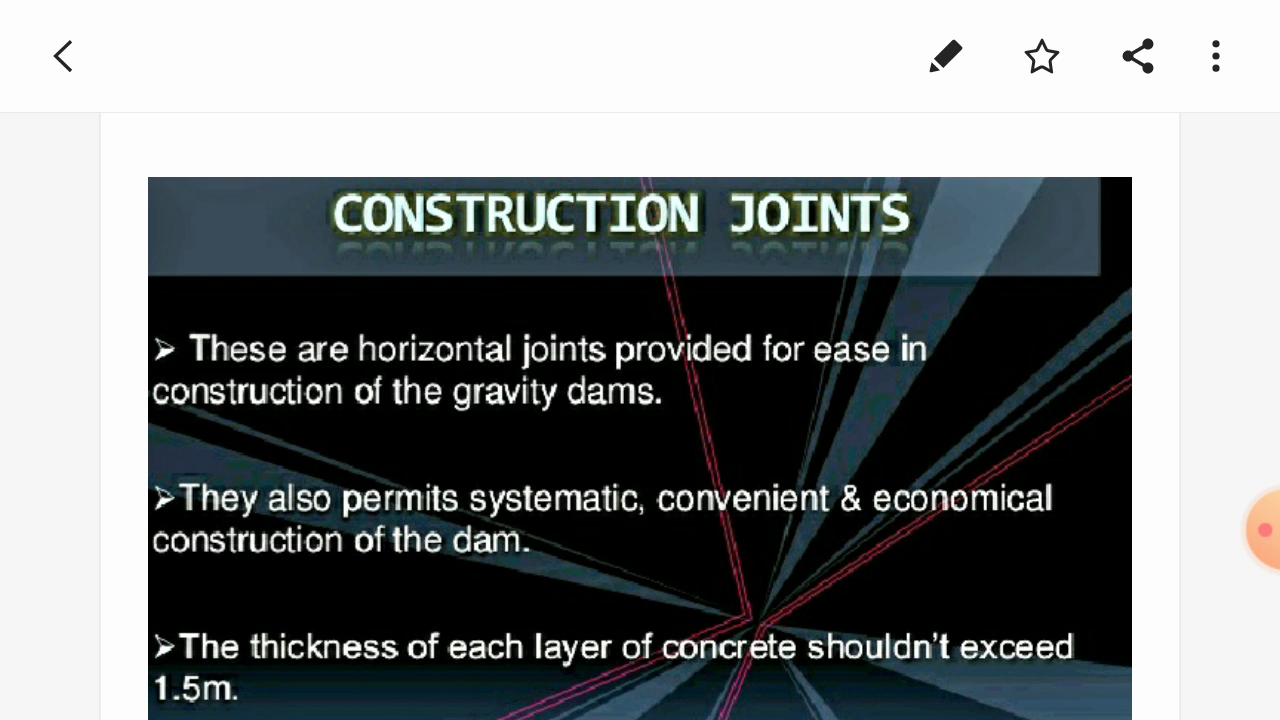 CONSTRUCTION JOINTS
➢ These are horizontal joints provided for ease in
construction of the gravity dams.
➢They also permits systematic, convenient & economical
construction of the dam.
➢The thickness of each layer of concrete shouldn't exceed
1.5m.